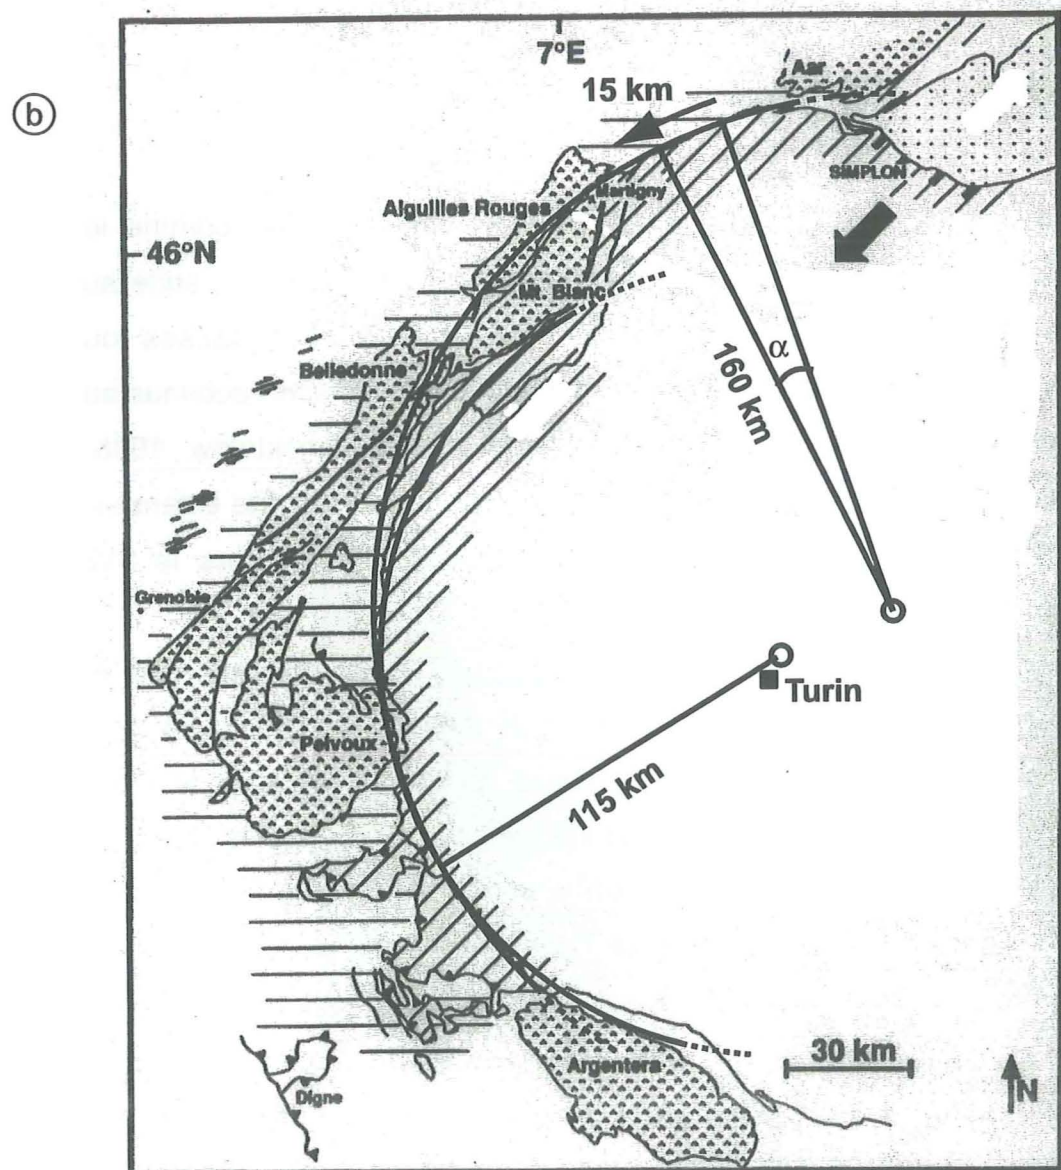 b
7°E
Aar
15 km
SIMPLON
Martigny
Aiguilles Rouges
46°N
Mt. Blanc
α
160 km
Belledonne
Grenoble
Turin
Pelvoux
115 km
30 km
Argentera
N
Digne